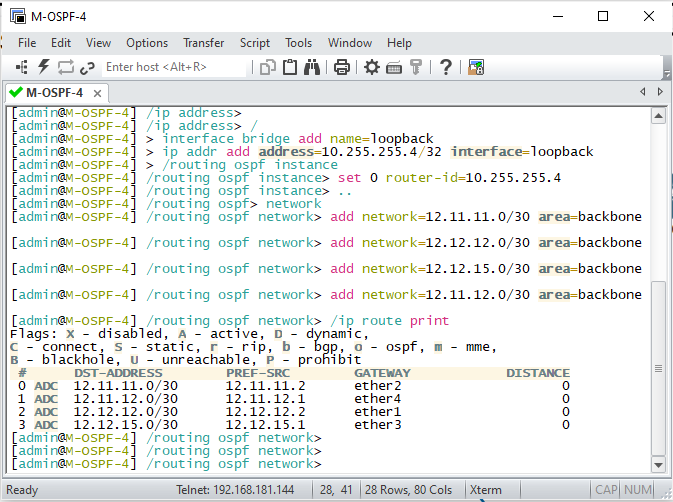 M-OSPF-4
File Edit View Options Transfer Script Tools Window Help
Enter host <Alt+R>
M-OSPF-4
[admin@M-OSPF-4] /ip address>
[admin@M-OSPF-4] /ip address> /
[admin@M-OSPF-4] > interface bridge add name=loopback
[admin@M-OSPF-4] > ip addr add address=10.255.255.4/32 interface=loopback
[admin@M-OSPF-4] > /routing ospf instance
[admin@M-OSPF-4] /routing ospf instance> set 0 router-id=10.255.255.4
[admin@M-OSPF-4] /routing ospf instance> ..
[admin@M-OSPF-4] /routing ospf> network
[admin@M-OSPF-4] /routing ospf network> add network=12.11.11.0/30 area=backbone
[admin@M-OSPF-4] /routing ospf network> add network=12.12.12.0/30 area=backbone
[admin@M-OSPF-4] /routing ospf network> add network=12.12.15.0/30 area=backbone
[admin@M-OSPF-4] /routing ospf network> add network=12.11.12.0/30 area=backbone
[admin@M-OSPF-4] /routing ospf network> /ip route print
Flags: X - disabled, A - active, D - dynamic,
C - connect, S - static, r - rip, b - bgp, o - ospf, m - mme,
B - blackhole, U - unreachable, P - prohibit
# DST-ADDRESS PREF-SRC GATEWAY DISTANCE
0 ADC 12.11.11.0/30 12.11.11.2 ether2 0
1 ADC 12.11.12.0/30 12.11.12.1 ether4 0
2 ADC 12.12.12.0/30 12.12.12.2 ether1 0
3 ADC 12.12.15.0/30 12.12.15.1 ether3 0
[admin@M-OSPF-4] /routing ospf network>
[admin@M-OSPF-4] /routing ospf network>
[admin@M-OSPF-4] /routing ospf network>
Ready Telnet: 192.168.181.144 28, 41 28 Rows, 80 Cols Xterm CAP NUM